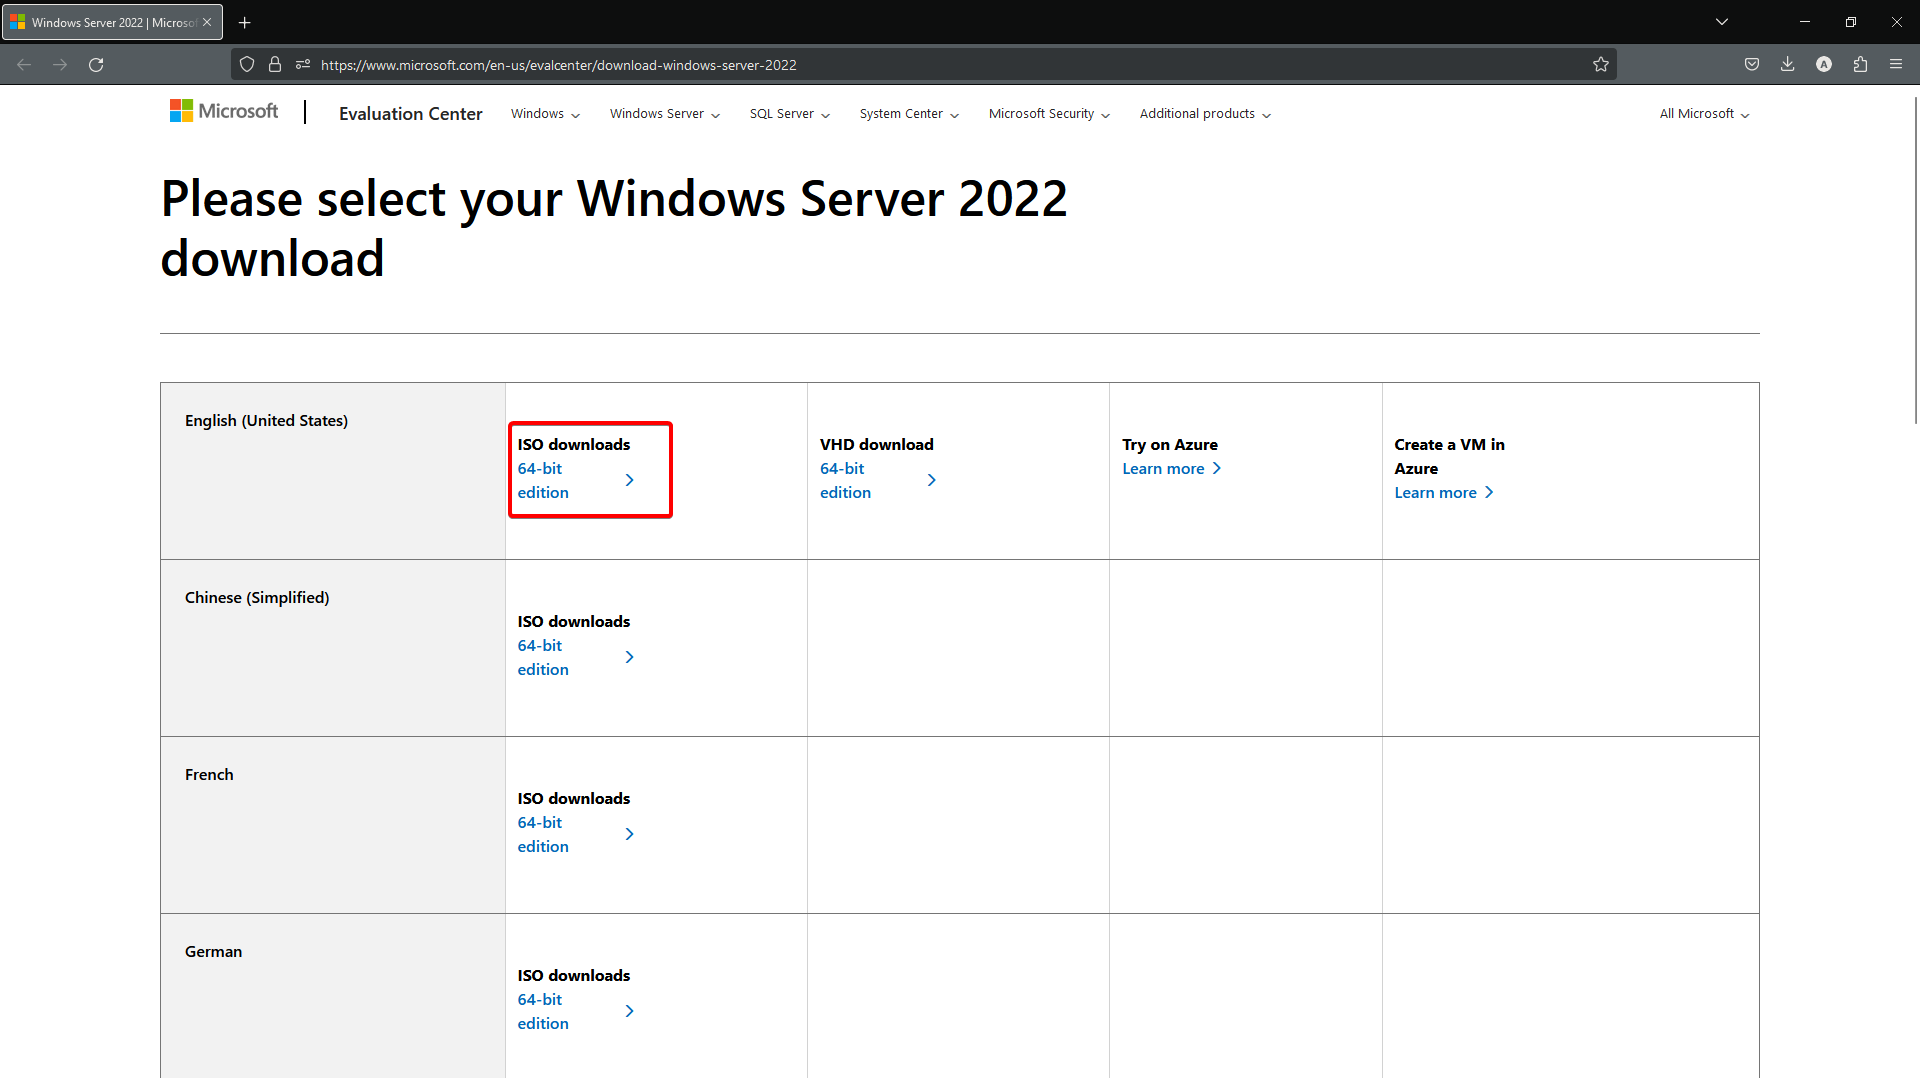 Windows Server 2022 | Microso
https://www.microsoft.com/en-us/evalcenter/download-windows-server-2022
A
Microsoft
Evaluation Center
Windows
Windows Server
SQL Server
System Center
Microsoft Security
Additional products
All Microsoft
Please select your Windows Server 2022
download
English (United States)
ISO downloads
64-bit
edition
VHD download
64-bit
edition
Try on Azure
Learn more
Create a VM in
Azure
Learn more
Chinese (Simplified)
ISO downloads
64-bit
edition
French
ISO downloads
64-bit
edition
German
ISO downloads
64-bit
edition